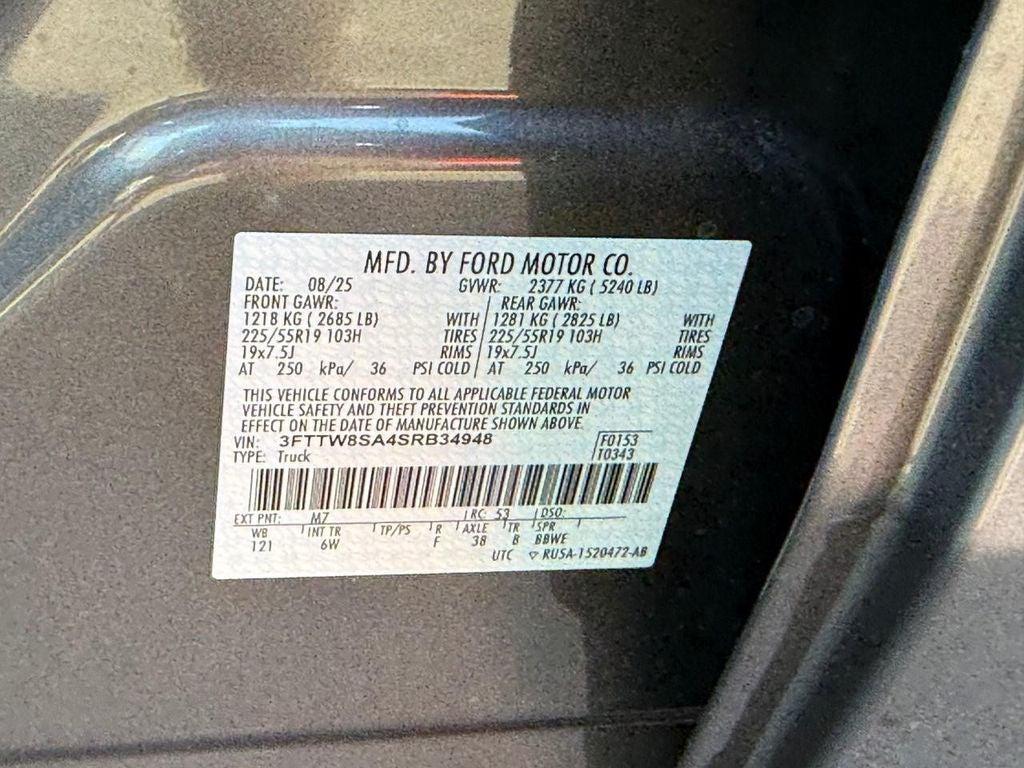 MFD. BY FORD MOTOR CO.
DATE: 08/25 GVWR: 2377 KG ( 5240 LB)
FRONT GAWR: REAR GAWR:
1218 KG ( 2685 LB) WITH 1281 KG ( 2825 LB) WITH
225/55R19 103H TIRES 225/55R19 103H TIRES
19x7.5J RIMS 19x7.5J RIMS
AT 250 kPa/ 36 PSI COLD AT 250 kPa/ 36 PSI COLD
THIS VEHICLE CONFORMS TO ALL APPLICABLE FEDERAL MOTOR
VEHICLE SAFETY AND THEFT PREVENTION STANDARDS IN
EFFECT ON THE DATE OF MANUFACTURE SHOWN ABOVE.
VIN: 3FTTW8SA4SRB34948 F0153
TYPE: Truck T0343
EXT PNT: M7 RC: 53 DSO:
WB INT TR TP/PS R AXLE TR SPR
121 6W F 38 8 BBWE
UTC ▽ RU5A-1520472-AB